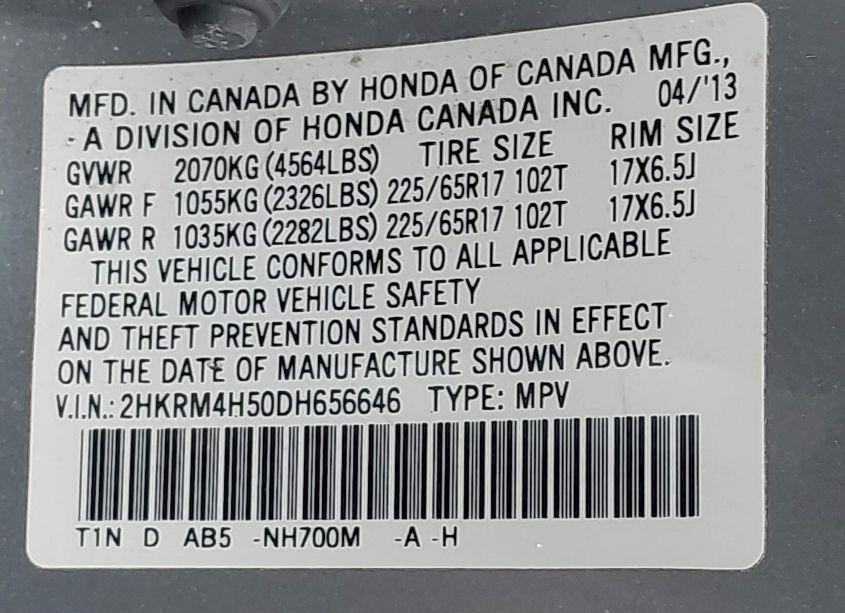 MFD. IN CANADA BY HONDA OF CANADA MFG.,
-A DIVISION OF HONDA CANADA INC. 04/'13
GVWR 2070KG (4564LBS) TIRE SIZE RIM SIZE
GAWR F 1055KG (2326LBS) 225/65R17 102T 17X6.5J
GAWR R 1035KG (2282LBS) 225/65R17 102T 17X6.5J
THIS VEHICLE CONFORMS TO ALL APPLICABLE
FEDERAL MOTOR VEHICLE SAFETY
AND THEFT PREVENTION STANDARDS IN EFFECT
ON THE DATE OF MANUFACTURE SHOWN ABOVE.
V.I.N.: 2HKRM4H50DH656646 TYPE: MPV
T1N D AB5 -NH700M -A -H